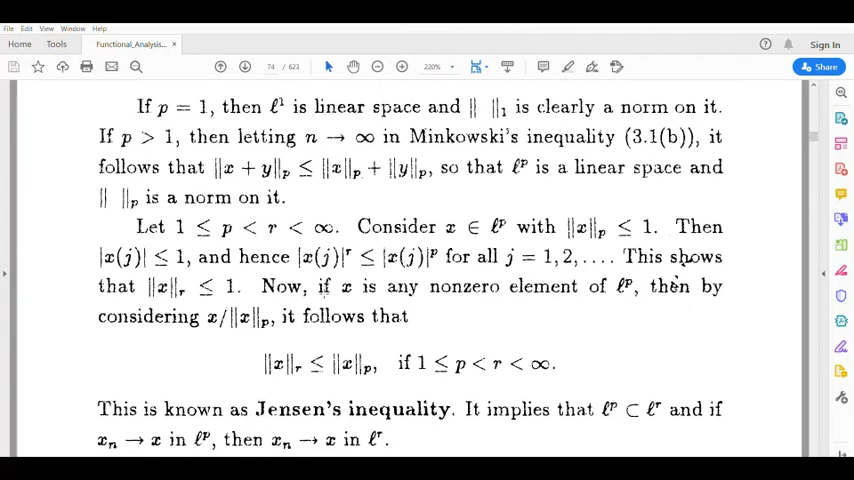 File Edit View Window Help
Home Tools Functional_Analysis... × Sign In
74 / 623 220% Share
If p = 1, then ℓ¹ is linear space and ‖ ‖₁ is clearly a norm on it.
If p > 1, then letting n → ∞ in Minkowski's inequality (3.1(b)), it
follows that ‖x + y‖ₚ ≤ ‖x‖ₚ + ‖y‖ₚ, so that ℓᵖ is a linear space and
‖ ‖ₚ is a norm on it.
Let 1 ≤ p < r < ∞. Consider x ∈ ℓᵖ with ‖x‖ₚ ≤ 1. Then
|x(j)| ≤ 1, and hence |x(j)|ʳ ≤ |x(j)|ᵖ for all j = 1, 2, .... This shows
that ‖x‖ᵣ ≤ 1. Now, if x is any nonzero element of ℓᵖ, then by
considering x/‖x‖ₚ, it follows that
‖x‖ᵣ ≤ ‖x‖ₚ, if 1 ≤ p < r < ∞.
This is known as Jensen's inequality. It implies that ℓᵖ ⊂ ℓʳ and if
xₙ → x in ℓᵖ, then xₙ → x in ℓʳ.